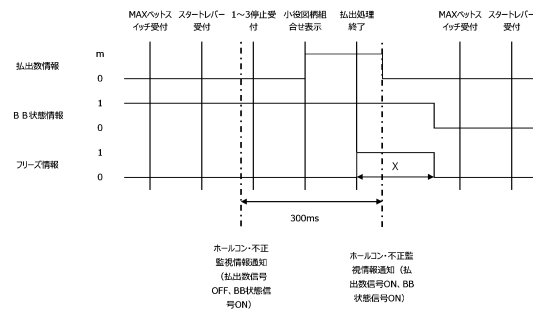 MAXベットス
イッチ受付
スタートレバー
受付
1～3停止受
付
小役図柄組
合せ表示
払出処理
終了
MAXベットス
イッチ受付
スタートレバー
受付
払出数情報
m
0
ＢＢ状態情報
1
0
フリーズ情報
1
0
X
300ms
ホールコン・不正
監視情報通知
（払出数信号
OFF、BB状態信
号ON）
ホールコン・不正監
視情報通知（払
出数信号ON、BB
状態信号ON）